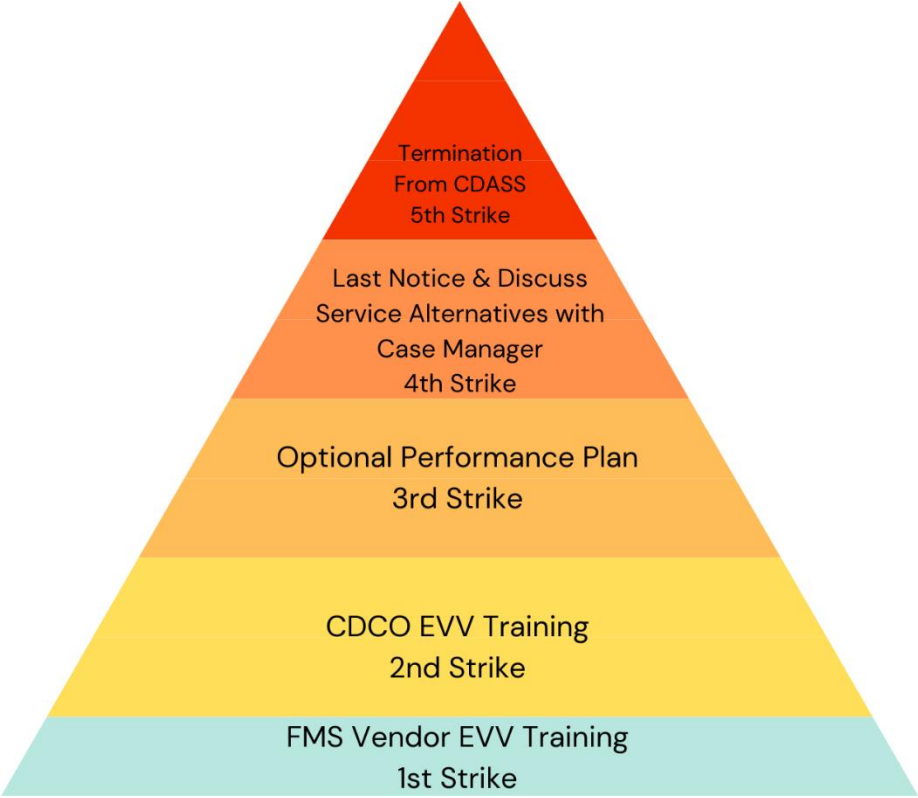 Termination
From CDASS
5th Strike
Last Notice & Discuss
Service Alternatives with
Case Manager
4th Strike
Optional Performance Plan
3rd Strike
CDCO EVV Training
2nd Strike
FMS Vendor EVV Training
1st Strike